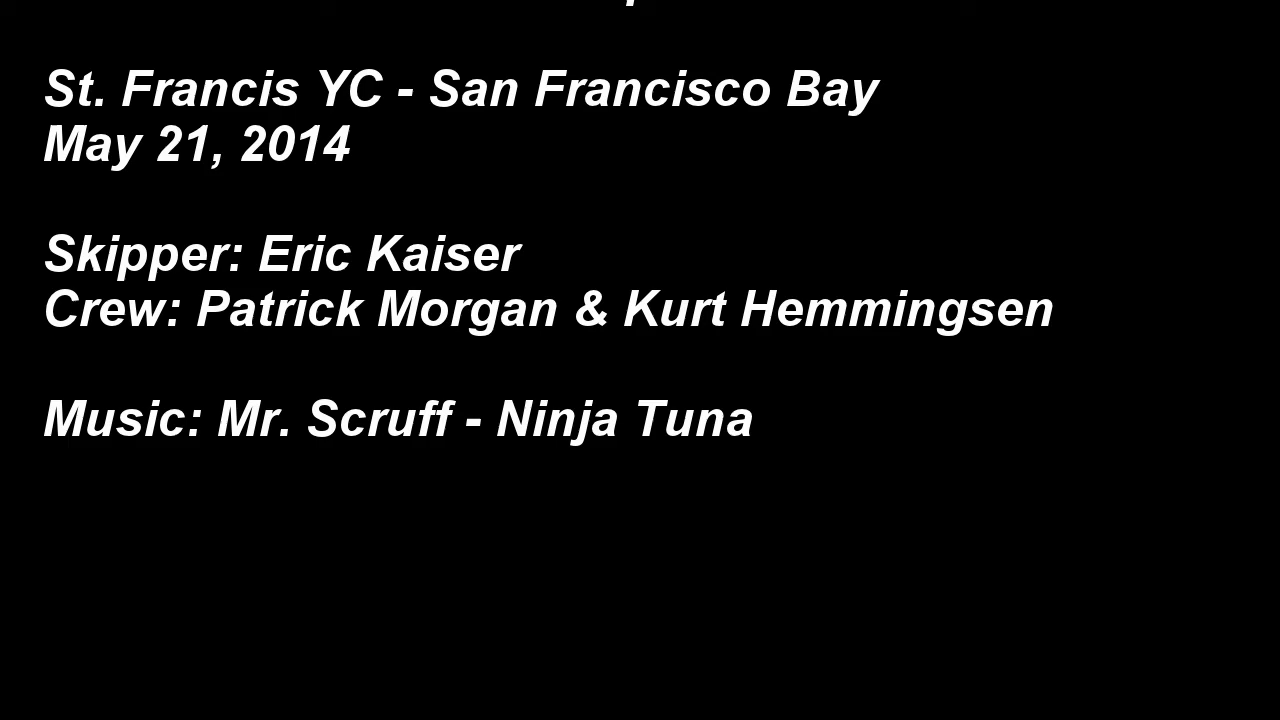 St. Francis YC - San Francisco Bay
May 21, 2014
Skipper: Eric Kaiser
Crew: Patrick Morgan & Kurt Hemmingsen
Music: Mr. Scruff - Ninja Tuna